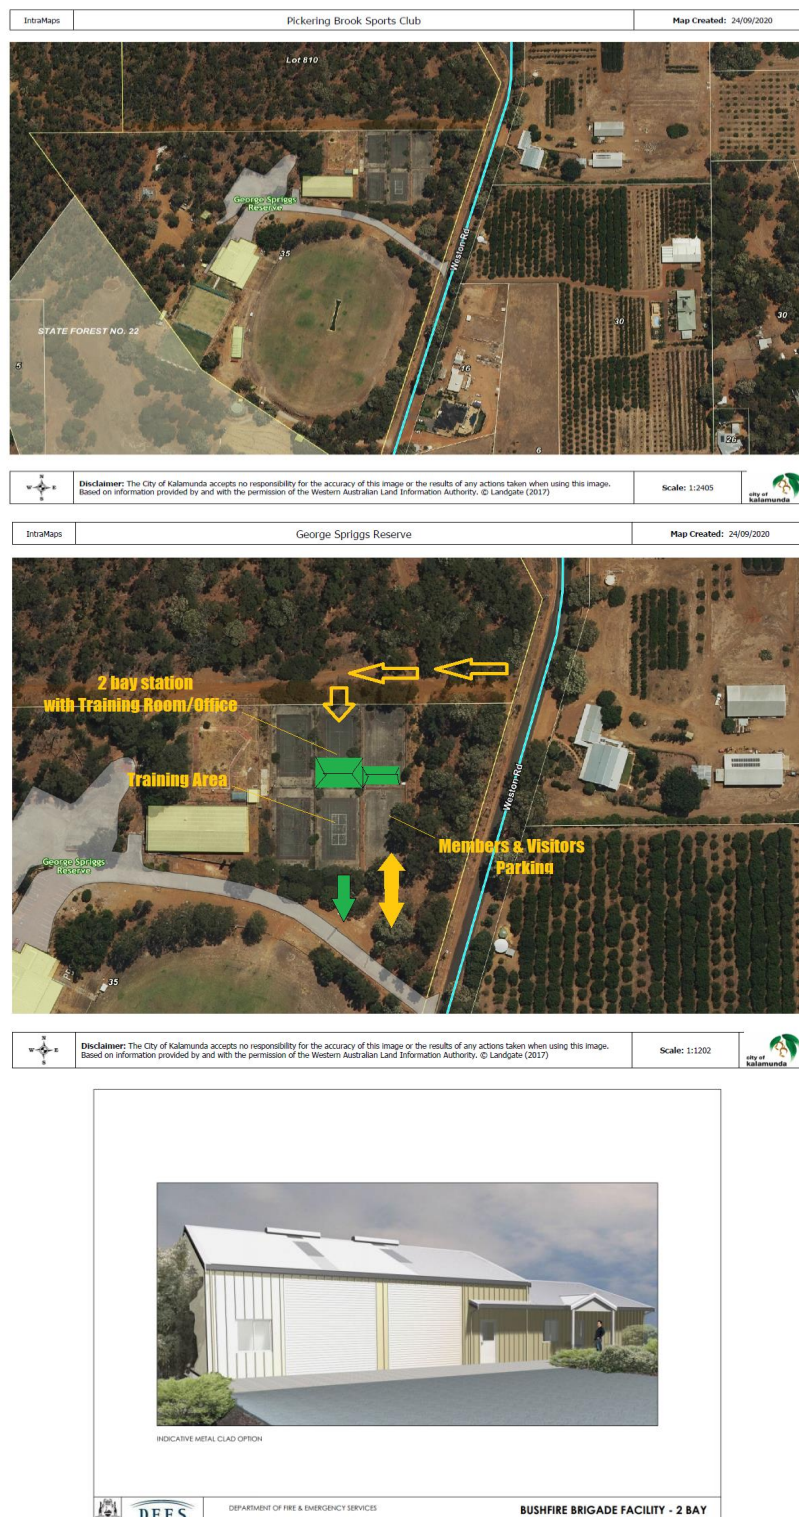 IntraMaps
Pickering Brook Sports Club
Map Created: 24/09/2020
Lot 810
George Spriggs
Reserve
35
Weston Rd
STATE FOREST NO. 22
5
30
30
16
6
26
N
W E
S
Disclaimer: The City of Kalamunda accepts no responsibility for the accuracy of this image or the results of any actions taken when using this image.
Based on information provided by and with the permission of the Western Australian Land Information Authority. © Landgate (2017)
Scale: 1:2405
city of
kalamunda
IntraMaps
George Spriggs Reserve
Map Created: 24/09/2020
2 bay station
with Training Room/Office
Training Area
Weston Rd
Members & Visitors
Parking
George Spriggs
Reserve
35
N
W E
S
Disclaimer: The City of Kalamunda accepts no responsibility for the accuracy of this image or the results of any actions taken when using this image.
Based on information provided by and with the permission of the Western Australian Land Information Authority. © Landgate (2017)
Scale: 1:1202
city of
kalamunda
INDICATIVE METAL CLAD OPTION
DFES
DEPARTMENT OF FIRE & EMERGENCY SERVICES
BUSHFIRE BRIGADE FACILITY - 2 BAY